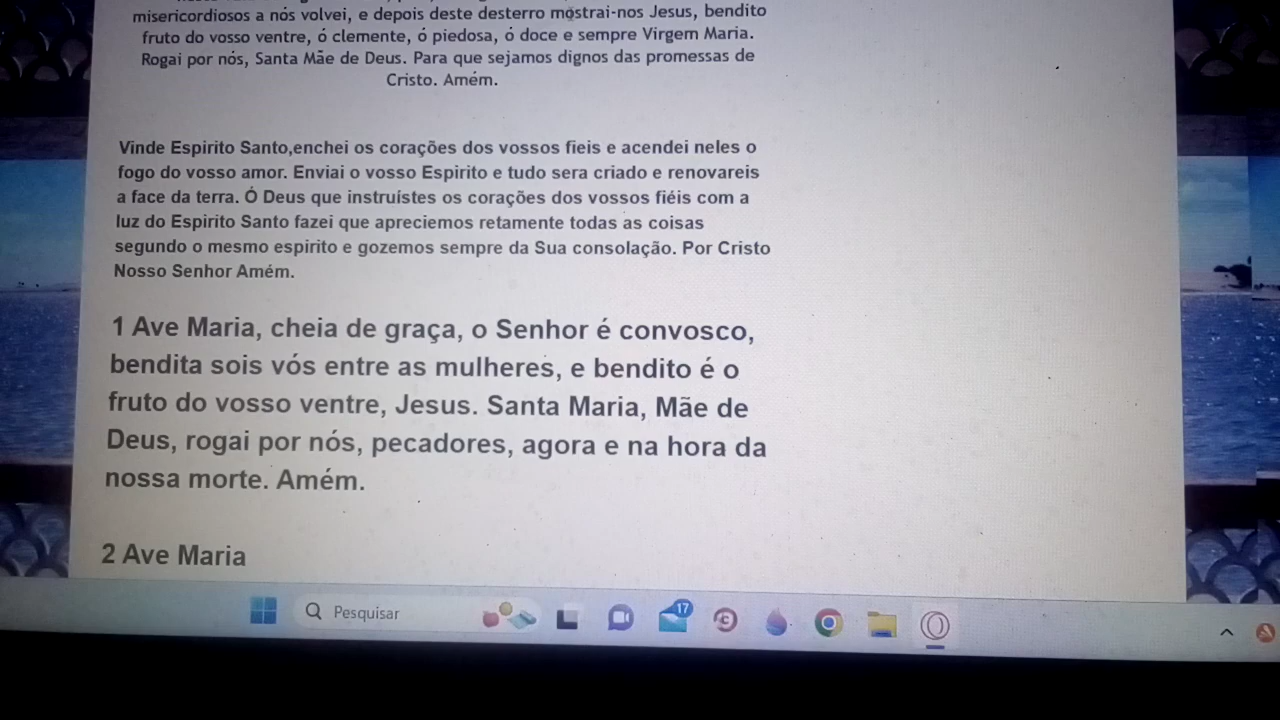 misericordiosos a nós volvei, e depois deste desterro mostrai-nos Jesus, bendito
fruto do vosso ventre, ó clemente, ó piedosa, ó doce e sempre Virgem Maria.
Rogai por nós, Santa Mãe de Deus. Para que sejamos dignos das promessas de
Cristo. Amém.
Vinde Espirito Santo,enchei os corações dos vossos fieis e acendei neles o
fogo do vosso amor. Enviai o vosso Espirito e tudo sera criado e renovareis
a face da terra. Ó Deus que instruístes os corações dos vossos fiéis com a
luz do Espirito Santo fazei que apreciemos retamente todas as coisas
segundo o mesmo espirito e gozemos sempre da Sua consolação. Por Cristo
Nosso Senhor Amém.
1 Ave Maria, cheia de graça, o Senhor é convosco,
bendita sois vós entre as mulheres, e bendito é o
fruto do vosso ventre, Jesus. Santa Maria, Mãe de
Deus, rogai por nós, pecadores, agora e na hora da
nossa morte. Amém.
2 Ave Maria
Pesquisar
17